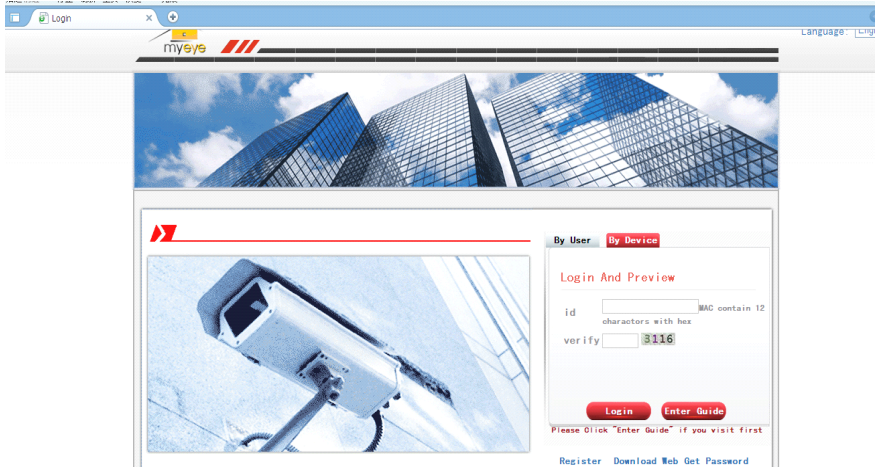 Login
Language:
myeye
By User By Device
Login And Preview
id MAC contain 12
charactors with hex
verify 3116
Login Enter Guide
Please Click "Enter Guide" if you visit first
Register Download Web Get Password